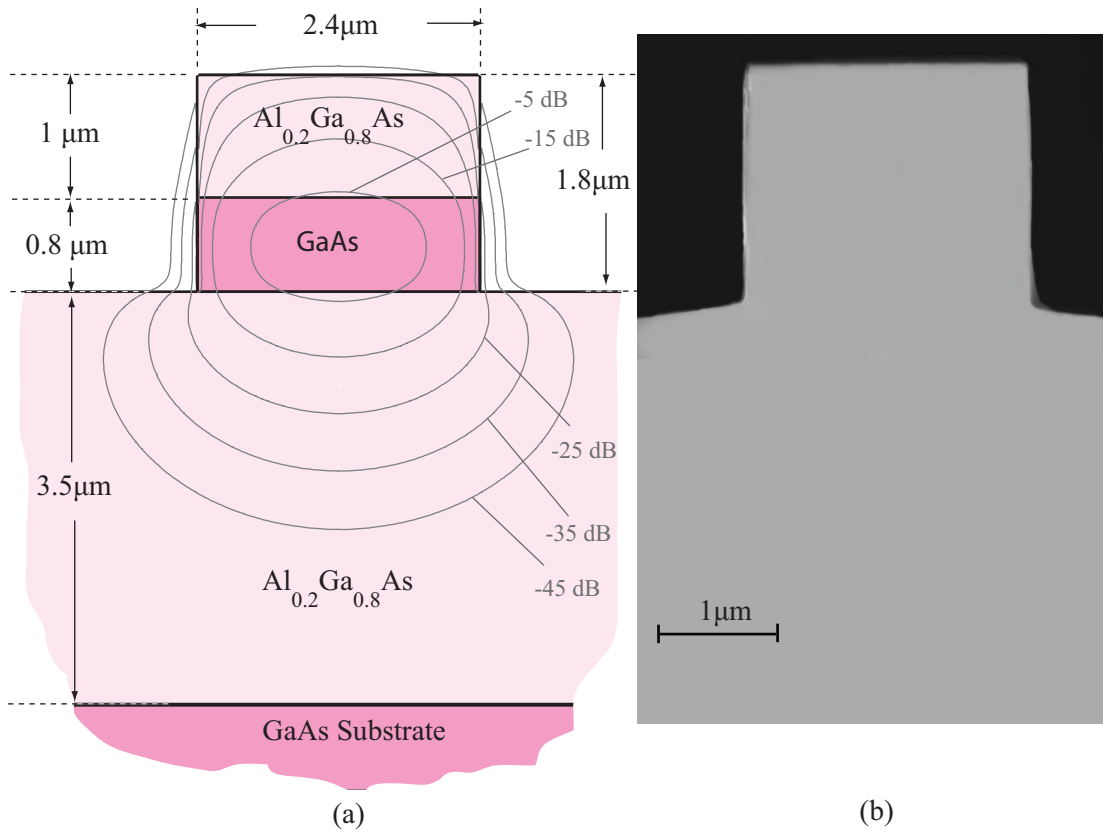 2.4μm
-5 dB
Al0.2Ga0.8As
-15 dB
1 μm
1.8μm
0.8 μm
GaAs
-25 dB
3.5μm
-35 dB
Al0.2Ga0.8As
-45 dB
1μm
GaAs Substrate
(a)
(b)